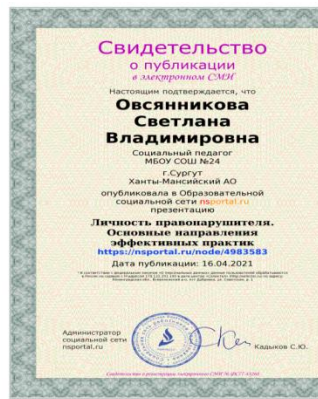 Свидетельство
о публикации
в электронном СМИ
Настоящим подтверждается, что
Овсянникова
Светлана
Владимировна
Социальный педагог
МБОУ СОШ №24
г.Сургут
Ханты-Мансийский АО
опубликовала в Образовательной
социальной сети nsportal.ru
презентацию
Личность правонарушителя.
Основные направления
эффективных практик
https://nsportal.ru/node/4983583
Дата публикации: 16.04.2021
Администратор
социальной сети
nsportal.ru
Кадыков С.Ю.